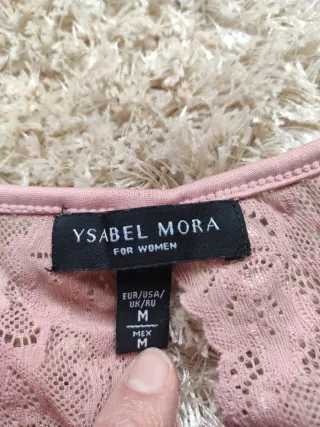 YSABEL MORA
FOR WOMEN
EUR/USA/
UK/RU
M
MEX
M